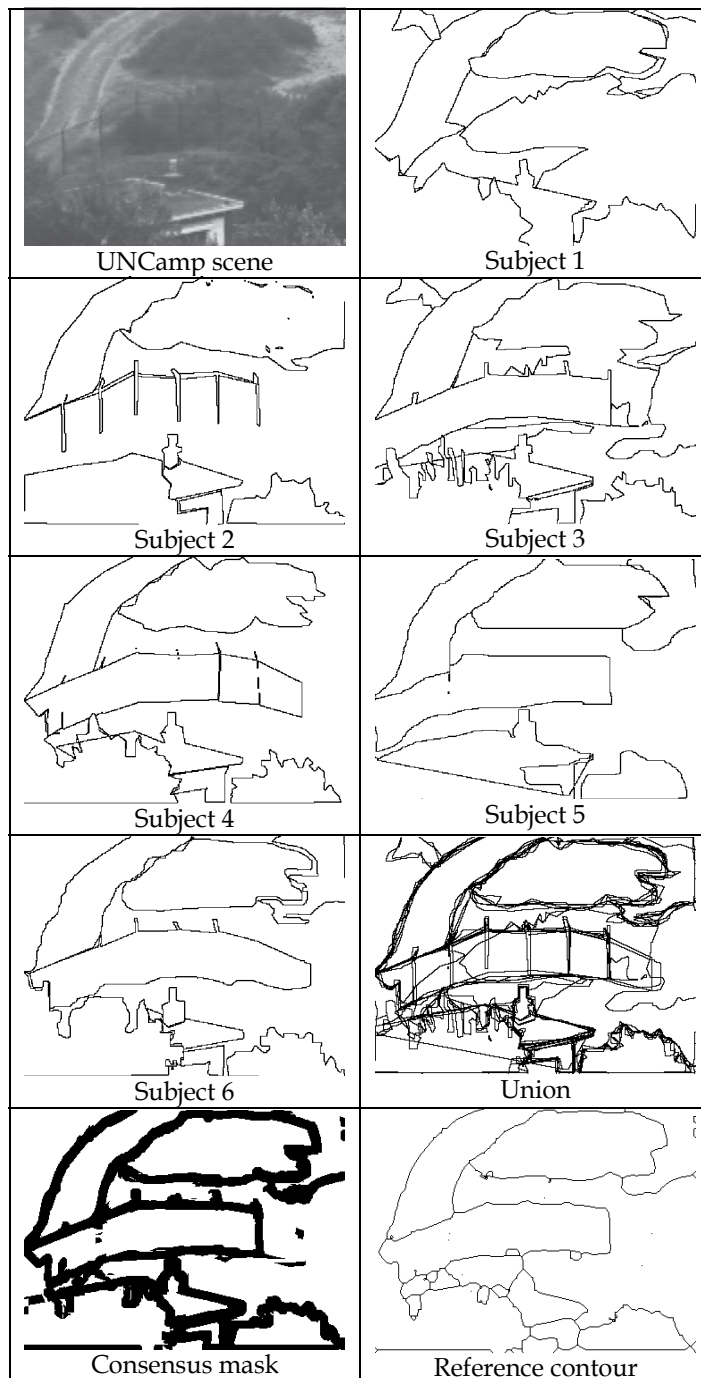 UNCamp scene
Subject 1
Subject 2
Subject 3
Subject 4
Subject 5
Subject 6
Union
Consensus mask
Reference contour